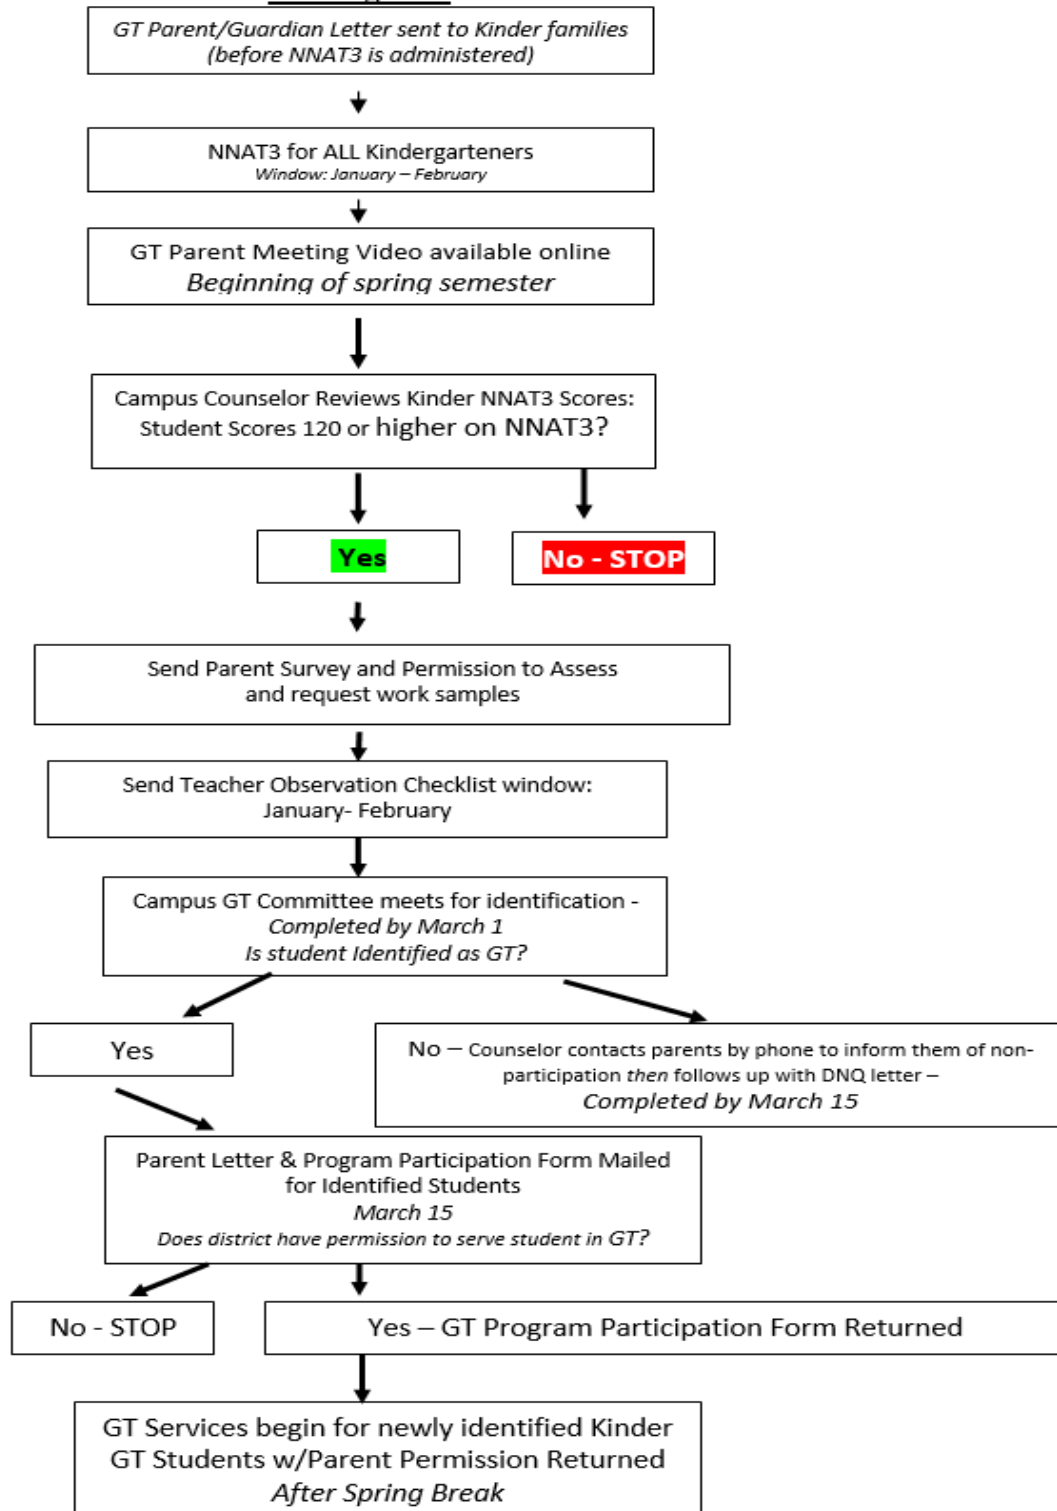 GT Parent/Guardian Letter sent to Kinder families
(before NNAT3 is administered)
NNAT3 for ALL Kindergarteners
Window: January – February
GT Parent Meeting Video available online
Beginning of spring semester
Campus Counselor Reviews Kinder NNAT3 Scores:
Student Scores 120 or higher on NNAT3?
Yes
No - STOP
Send Parent Survey and Permission to Assess
and request work samples
Send Teacher Observation Checklist window:
January- February
Campus GT Committee meets for identification -
Completed by March 1
Is student Identified as GT?
Yes
No – Counselor contacts parents by phone to inform them of non-
participation then follows up with DNQ letter –
Completed by March 15
Parent Letter & Program Participation Form Mailed
for Identified Students
March 15
Does district have permission to serve student in GT?
No - STOP
Yes – GT Program Participation Form Returned
GT Services begin for newly identified Kinder
GT Students w/Parent Permission Returned
After Spring Break